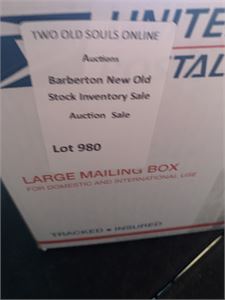 UNITE
TWO OLD SOULS ONLINE
Auctions
Barberton New Old
Stock Inventory Sale
Auction Sale
Lot 980
LARGE MAILING BOX
FOR DOMESTIC AND INTERNATIONAL USE
TRACKED • INSURED